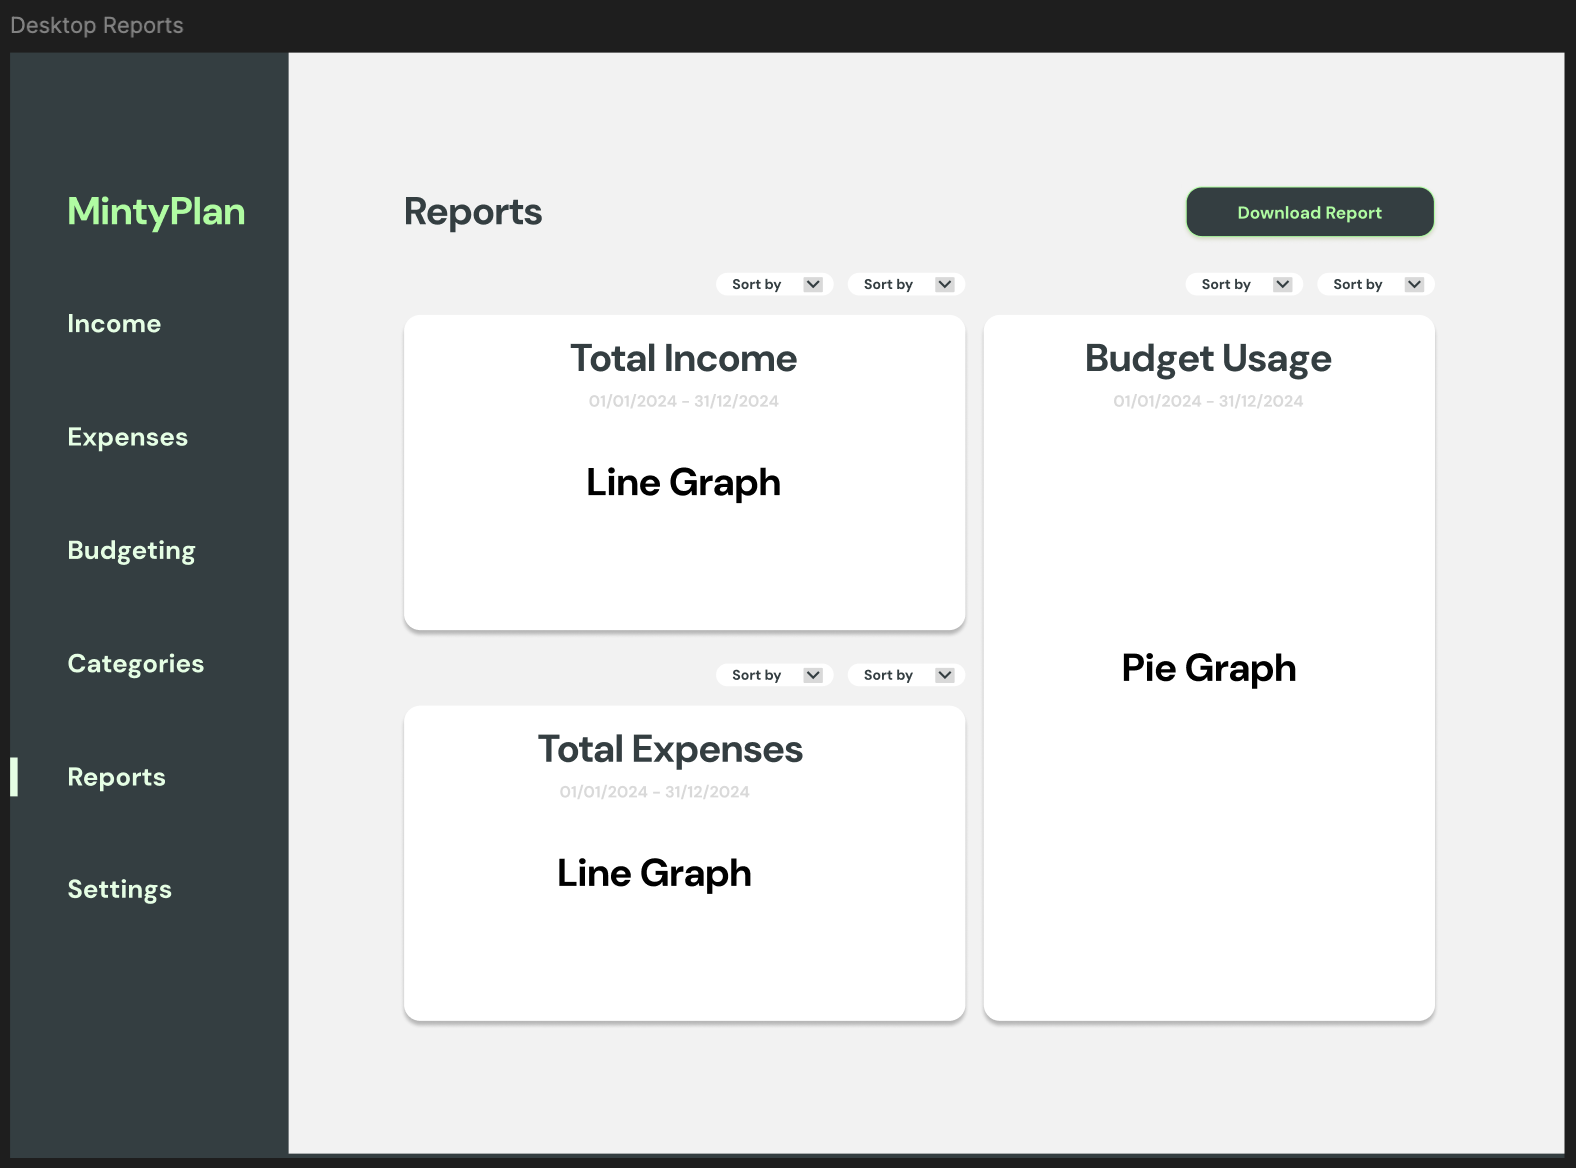 Desktop Reports
MintyPlan
Income
Expenses
Budgeting
Categories
Reports
Settings
Reports
Download Report
Sort by
Sort by
Total Income
01/01/2024 - 31/12/2024
Line Graph
Sort by
Sort by
Total Expenses
01/01/2024 - 31/12/2024
Line Graph
Sort by
Sort by
Budget Usage
01/01/2024 - 31/12/2024
Pie Graph